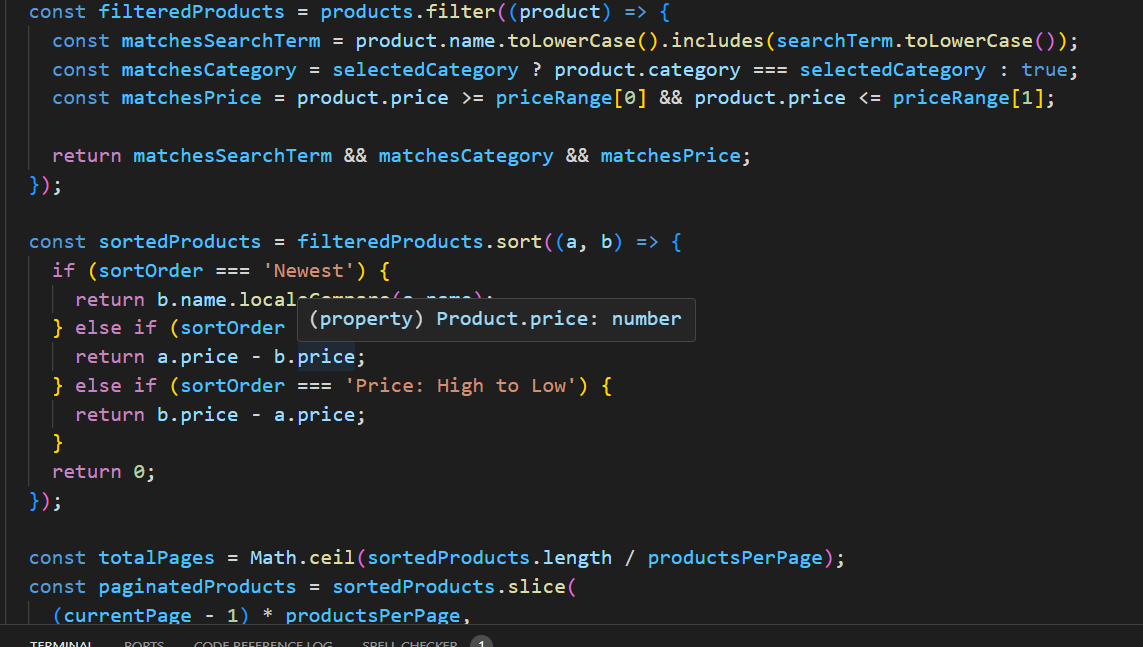 const filteredProducts = products.filter((product) => {
const matchesSearchTerm = product.name.toLowerCase().includes(searchTerm.toLowerCase());
const matchesCategory = selectedCategory ? product.category === selectedCategory : true;
const matchesPrice = product.price >= priceRange[0] && product.price <= priceRange[1];
return matchesSearchTerm && matchesCategory && matchesPrice;
});
const sortedProducts = filteredProducts.sort((a, b) => {
if (sortOrder === 'Newest') {
return b.name.localeCompare(a.name);
(property) Product.price: number
} else if (sortOrder
return a.price - b.price;
} else if (sortOrder === 'Price: High to Low') {
return b.price - a.price;
}
return 0;
});
const totalPages = Math.ceil(sortedProducts.length / productsPerPage);
const paginatedProducts = sortedProducts.slice(
(currentPage - 1) * productsPerPage,
TERMINAL PORTS CODE REFERENCE LOG SPELL CHECKER 1